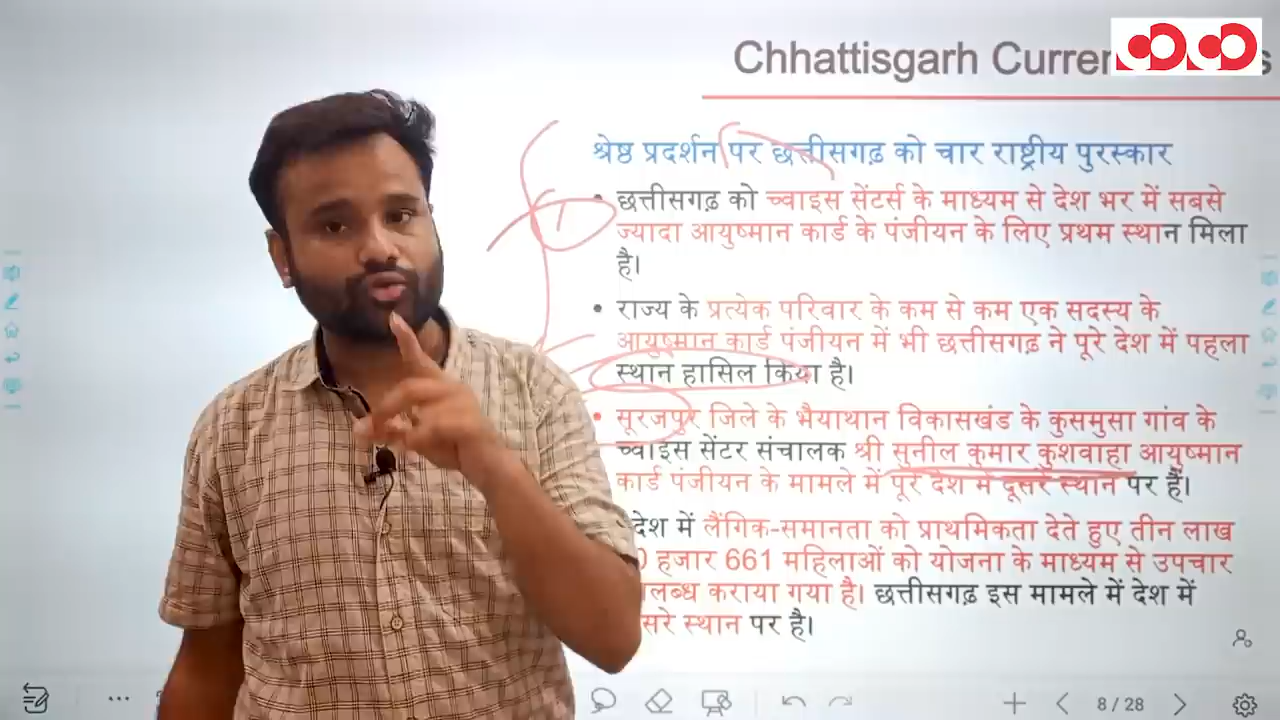 Chhattisgarh
श्रेष्ठ प्रदर्शन पर छत्तीसगढ़ को चार राष्ट्रीय पुरस्कार
• छत्तीसगढ़ को च्वाइस सेंटर्स के माध्यम से देश भर में सबसे
ज्यादा आयुष्मान कार्ड के पंजीयन के लिए प्रथम स्थान मिला
है।
• राज्य के प्रत्येक परिवार के कम से कम एक सदस्य के
आयुष्मान कार्ड पंजीयन में भी छत्तीसगढ़ ने पूरे देश में पहला
स्थान हासिल किया है।
• सूरजपुर जिले के भैयाथान विकासखंड के कुसमुसा गांव के
च्वाइस सेंटर संचालक श्री सुनील कुमार कुशवाहा आयुष्मान
कार्ड पंजीयन के मामले में पूरे देश में दूसरे स्थान पर हैं।
में लैंगिक-समानता को प्राथमिकता देते हुए तीन लाख
हजार 661 महिलाओं को योजना के माध्यम से उपचार
कराया गया है। छत्तीसगढ़ इस मामले में देश में
स्थान पर है।
8 / 28